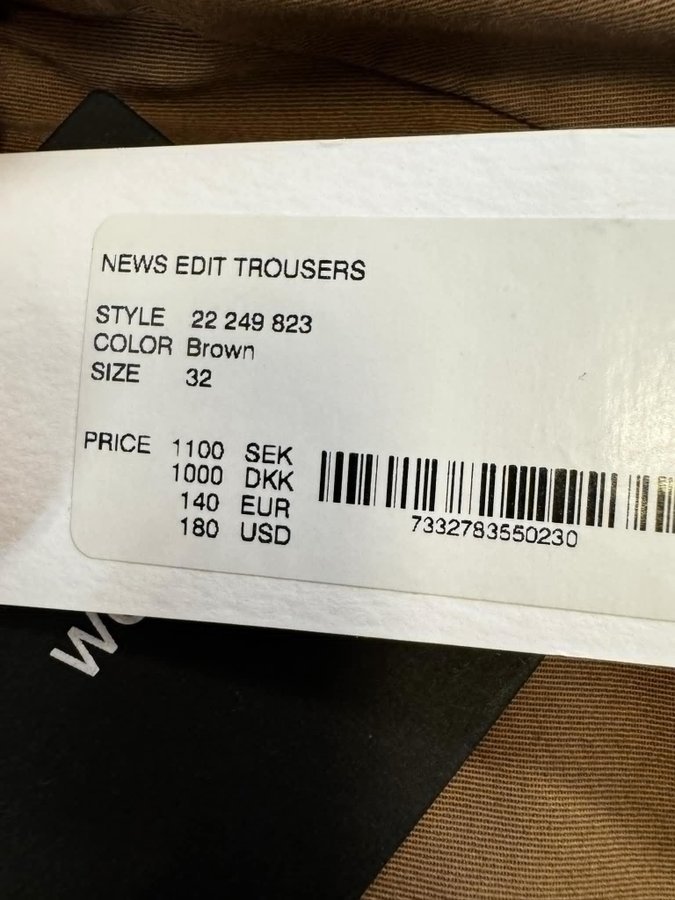 NEWS EDIT TROUSERS
STYLE 22 249 823
COLOR Brown
SIZE 32
PRICE 1100 SEK
1000 DKK
140 EUR
180 USD
7332783550230